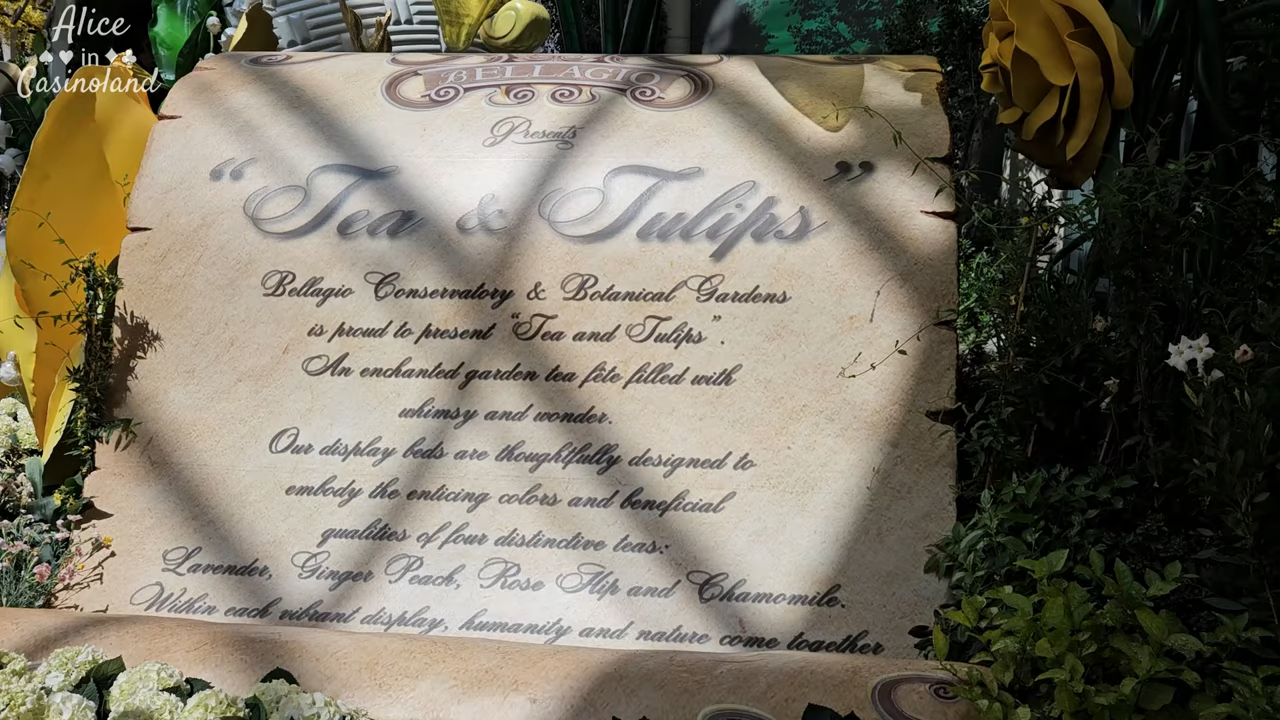 Alice
in
Casinoland
BELLAGIO
Presents
“Tea & Tulips”
Bellagio Conservatory & Botanical Gardens
is proud to present “Tea and Tulips”.
An enchanted garden tea fête filled with
whimsy and wonder.
Our display beds are thoughtfully designed to
embody the enticing colors and beneficial
qualities of four distinctive teas:
Lavender, Ginger Peach, Rose Hip and Chamomile.
Within each vibrant display, humanity and nature come together